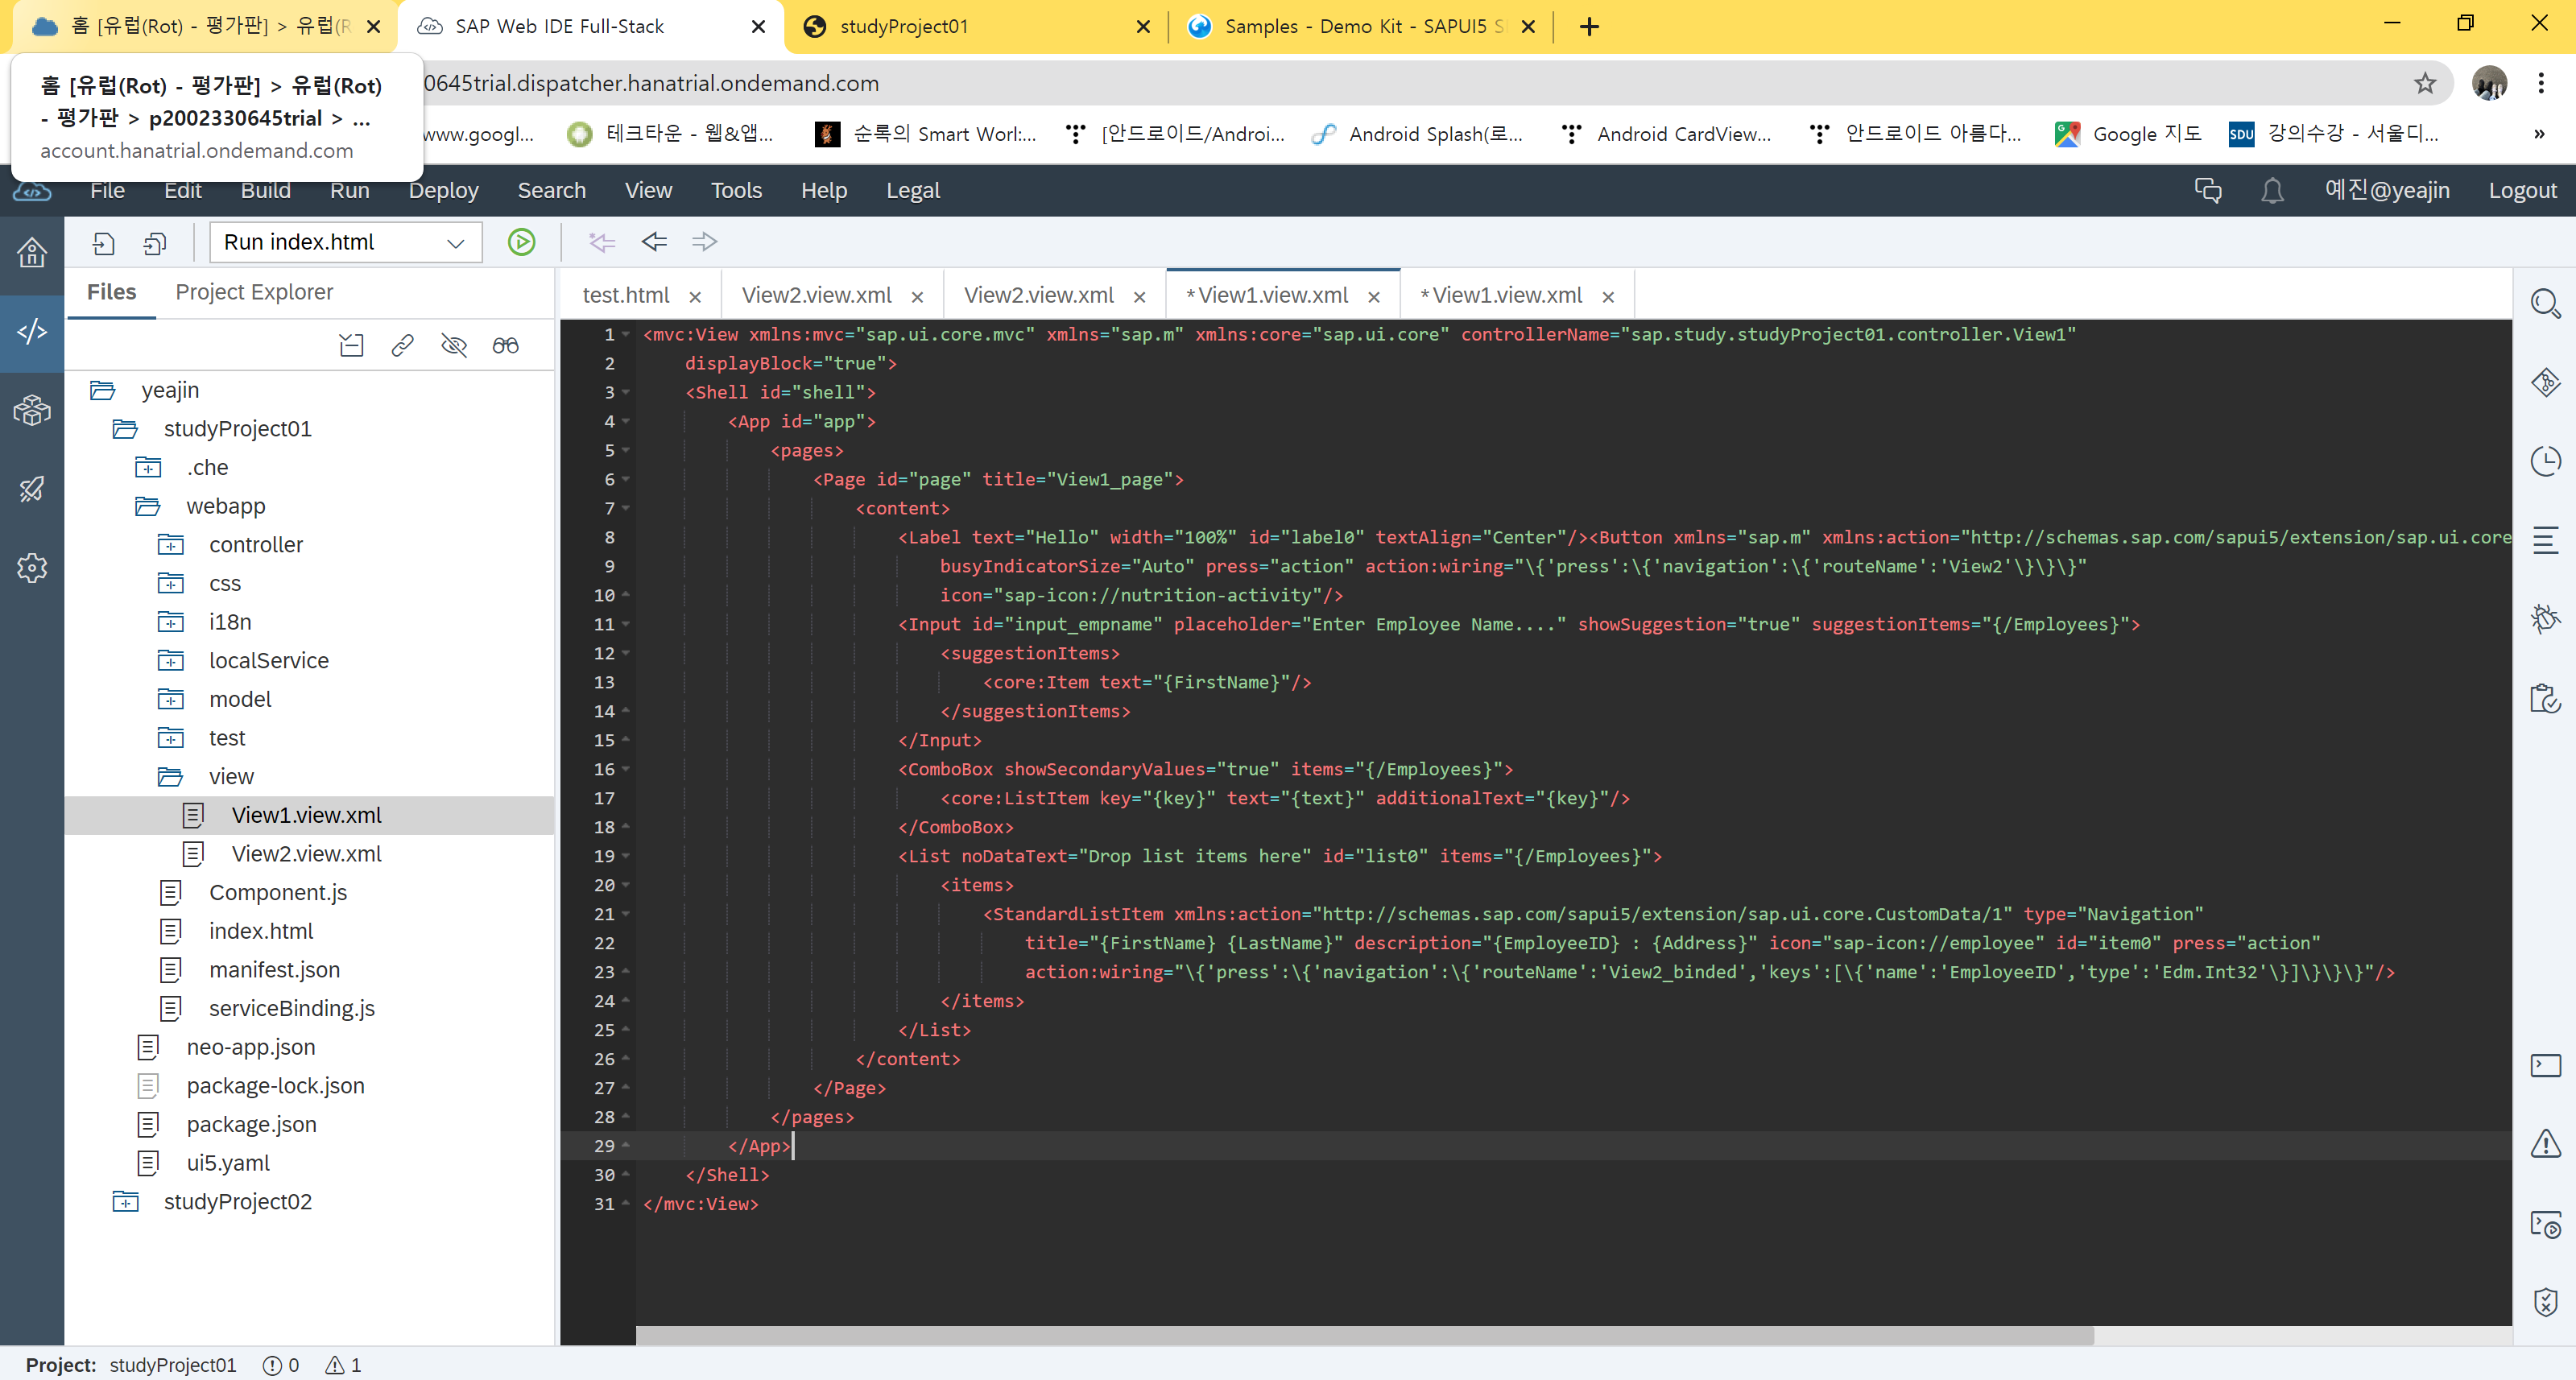 홈 [유럽(Rot) - 평가판] > 유럽(R
SAP Web IDE Full-Stack
studyProject01
Samples - Demo Kit - SAPUI5 S
홈 [유럽(Rot) - 평가판] > 유럽(Rot)
- 평가판 > p2002330645trial > ...
account.hanatrial.ondemand.com
0645trial.dispatcher.hanatrial.ondemand.com
www.googl...
테크타운 - 웹&앱...
순록의 Smart Worl:...
[안드로이드/Androi...
Android Splash(로...
Android CardView...
안드로이드 아름다...
Google 지도
SDU
강의수강 - 서울디...
»
File Edit Build Run Deploy Search View Tools Help Legal
예진@yeajin Logout
Run index.html
Files Project Explorer
test.html
View2.view.xml
View2.view.xml
*View1.view.xml
*View1.view.xml
yeajin
studyProject01
.che
webapp
controller
css
i18n
localService
model
test
view
View1.view.xml
View2.view.xml
Component.js
index.html
manifest.json
serviceBinding.js
neo-app.json
package-lock.json
package.json
ui5.yaml
studyProject02
1 <mvc:View xmlns:mvc="sap.ui.core.mvc" xmlns="sap.m" xmlns:core="sap.ui.core" controllerName="sap.study.studyProject01.controller.View1"
2 displayBlock="true">
3 <Shell id="shell">
4 <App id="app">
5 <pages>
6 <Page id="page" title="View1_page">
7 <content>
8 <Label text="Hello" width="100%" id="label0" textAlign="Center"/><Button xmlns="sap.m" xmlns:action="http://schemas.sap.com/sapui5/extension/sap.ui.core
9 busyIndicatorSize="Auto" press="action" action:wiring="\{'press':\{'navigation':\{'routeName':'View2'\}\}\}"
10 icon="sap-icon://nutrition-activity"/>
11 <Input id="input_empname" placeholder="Enter Employee Name...." showSuggestion="true" suggestionItems="{/Employees}">
12 <suggestionItems>
13 <core:Item text="{FirstName}"/>
14 </suggestionItems>
15 </Input>
16 <ComboBox showSecondaryValues="true" items="{/Employees}">
17 <core:ListItem key="{key}" text="{text}" additionalText="{key}"/>
18 </ComboBox>
19 <List noDataText="Drop list items here" id="list0" items="{/Employees}">
20 <items>
21 <StandardListItem xmlns:action="http://schemas.sap.com/sapui5/extension/sap.ui.core.CustomData/1" type="Navigation"
22 title="{FirstName} {LastName}" description="{EmployeeID} : {Address}" icon="sap-icon://employee" id="item0" press="action"
23 action:wiring="\{'press':\{'navigation':\{'routeName':'View2_binded','keys':[\{'name':'EmployeeID','type':'Edm.Int32'\}]\}\}\}"/>
24 </items>
25 </List>
26 </content>
27 </Page>
28 </pages>
29 </App>
30 </Shell>
31 </mvc:View>
Project: studyProject01 0 1